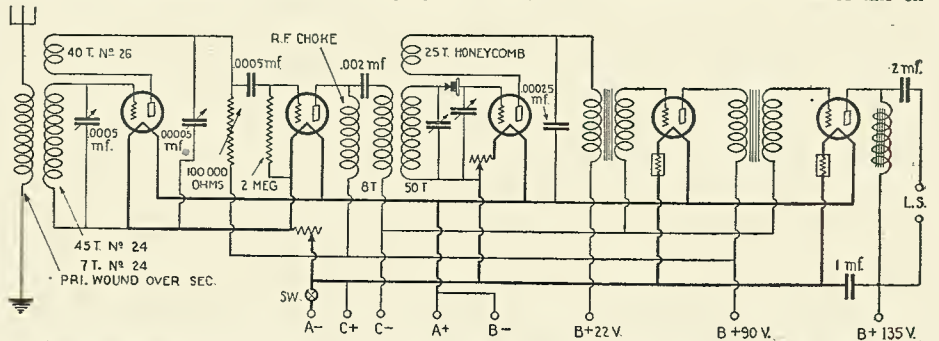 40 T. Nº 26
.0005
mf.
.00005
mf.
100 000
OHMS
.0005 mf.
2 MEG
R.F. CHOKE
.002 mf.
8 T
25 T. HONEYCOMB
50 T
.00025
mf.
.2 mf.
L.S.
1 mf.
45 T. Nº 24
7 T. Nº 24
PRI. WOUND OVER SEC.
SW.
A- C+ C- A+ B- B+22 V. B+90 V. B+135 V.